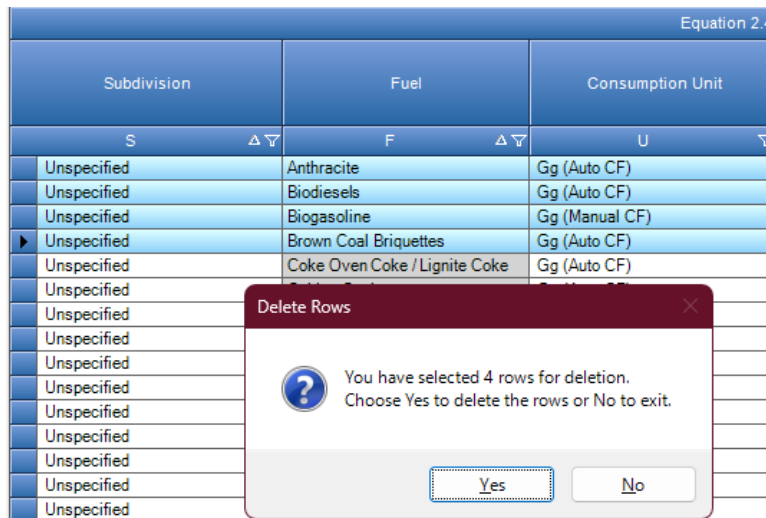 Equation 2.4
Subdivision Fuel Consumption Unit
S F U
Unspecified Anthracite Gg (Auto CF)
Unspecified Biodiesels Gg (Auto CF)
Unspecified Biogasoline Gg (Manual CF)
Unspecified Brown Coal Briquettes Gg (Auto CF)
Unspecified Coke Oven Coke / Lignite Coke Gg (Auto CF)
Unspecified
Delete Rows
Unspecified
Unspecified
Unspecified
You have selected 4 rows for deletion.
Unspecified
Choose Yes to delete the rows or No to exit.
Unspecified
Unspecified
Unspecified
Unspecified
Yes No
Unspecified